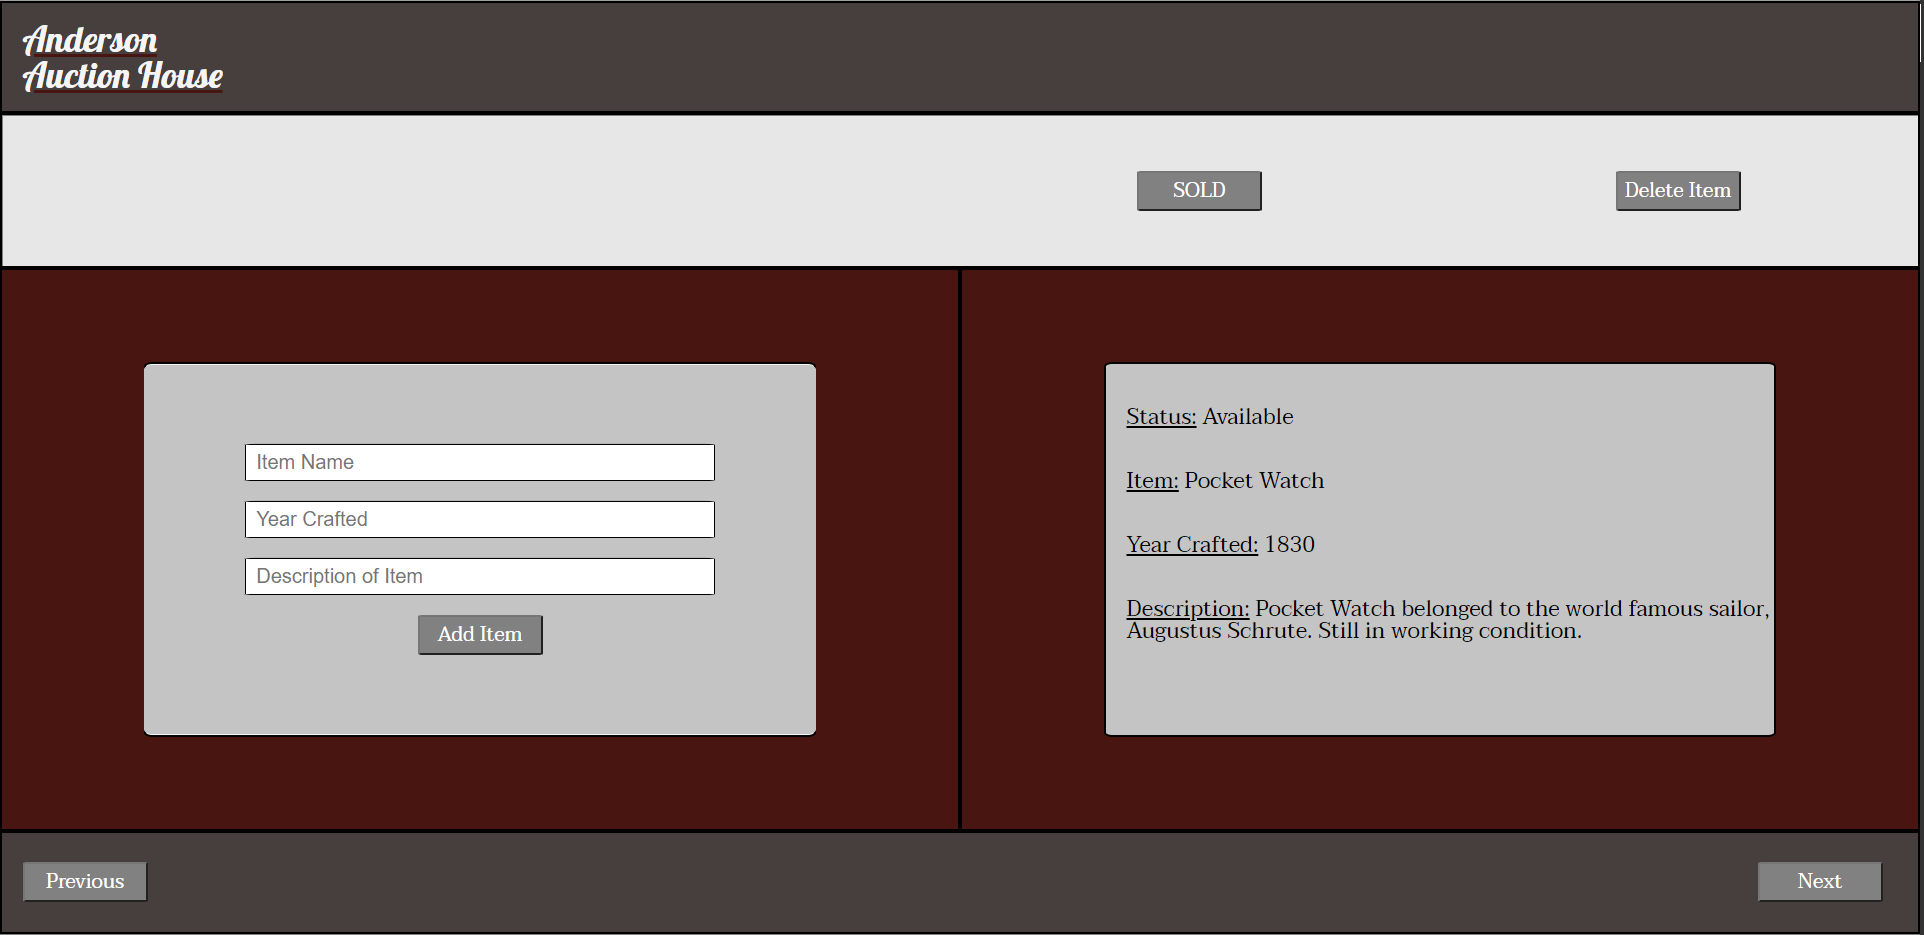 Anderson
Auction House
SOLD
Delete Item
Item Name
Year Crafted
Description of Item
Add Item
Status: Available
Item: Pocket Watch
Year Crafted: 1830
Description: Pocket Watch belonged to the world famous sailor,
Augustus Schrute. Still in working condition.
Previous
Next